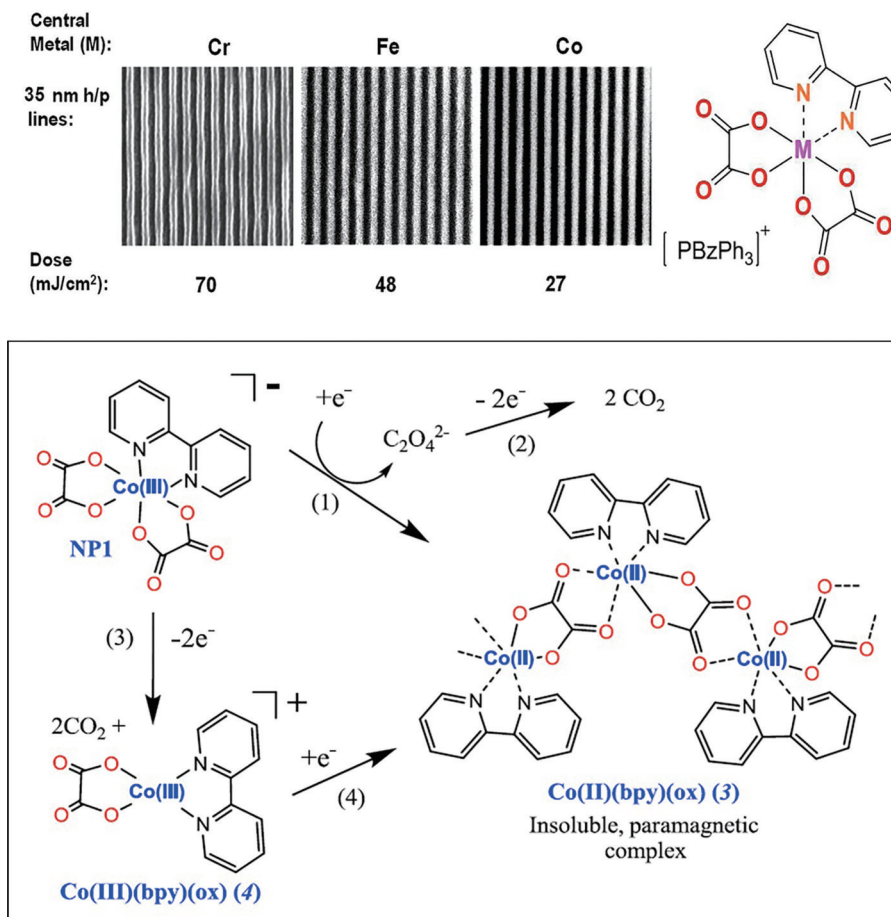 Central
Metal (M):
Cr
Fe
Co
35 nm h/p
lines:
Dose
(mJ/cm²):
70
48
27
N
N
O
O
O
M
O
O
O
O
O
[ PBzPh₃]⁺
NP1
Co(III)
N
N
O
O
O
O
O
O
O
O
-
+e⁻
(1)
C₂O₄²⁻
- 2e⁻
(2)
2 CO₂
(3)
-2e⁻
2CO₂ +
O
O
O
O
Co(III)
N
N
+
Co(III)(bpy)(ox) (4)
+e⁻
(4)
N
N
Co(II)
O
O
O
O
O
O
O
O
O
O
O
O
Co(II)
Co(II)
N
N
N
N
Co(II)(bpy)(ox) (3)
Insoluble, paramagnetic
complex